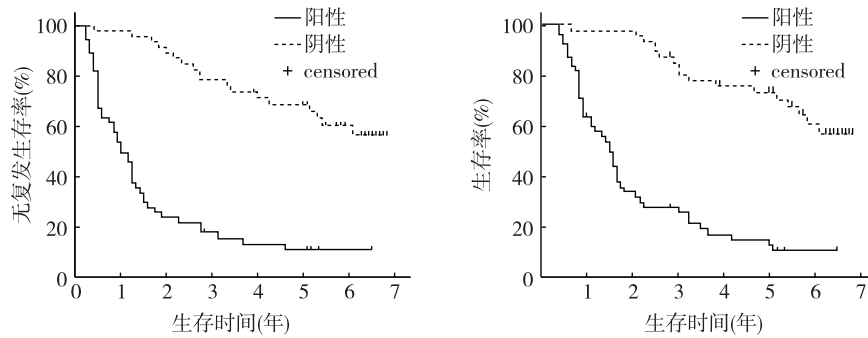 100
80
60
40
20
0
0 1 2 3 4 5 6 7
无复发生存率(%)
生存时间(年)
阳性
阴性
censored
100
80
60
40
20
0
1 2 3 4 5 6 7
生存率(%)
生存时间(年)
阳性
阴性
censored